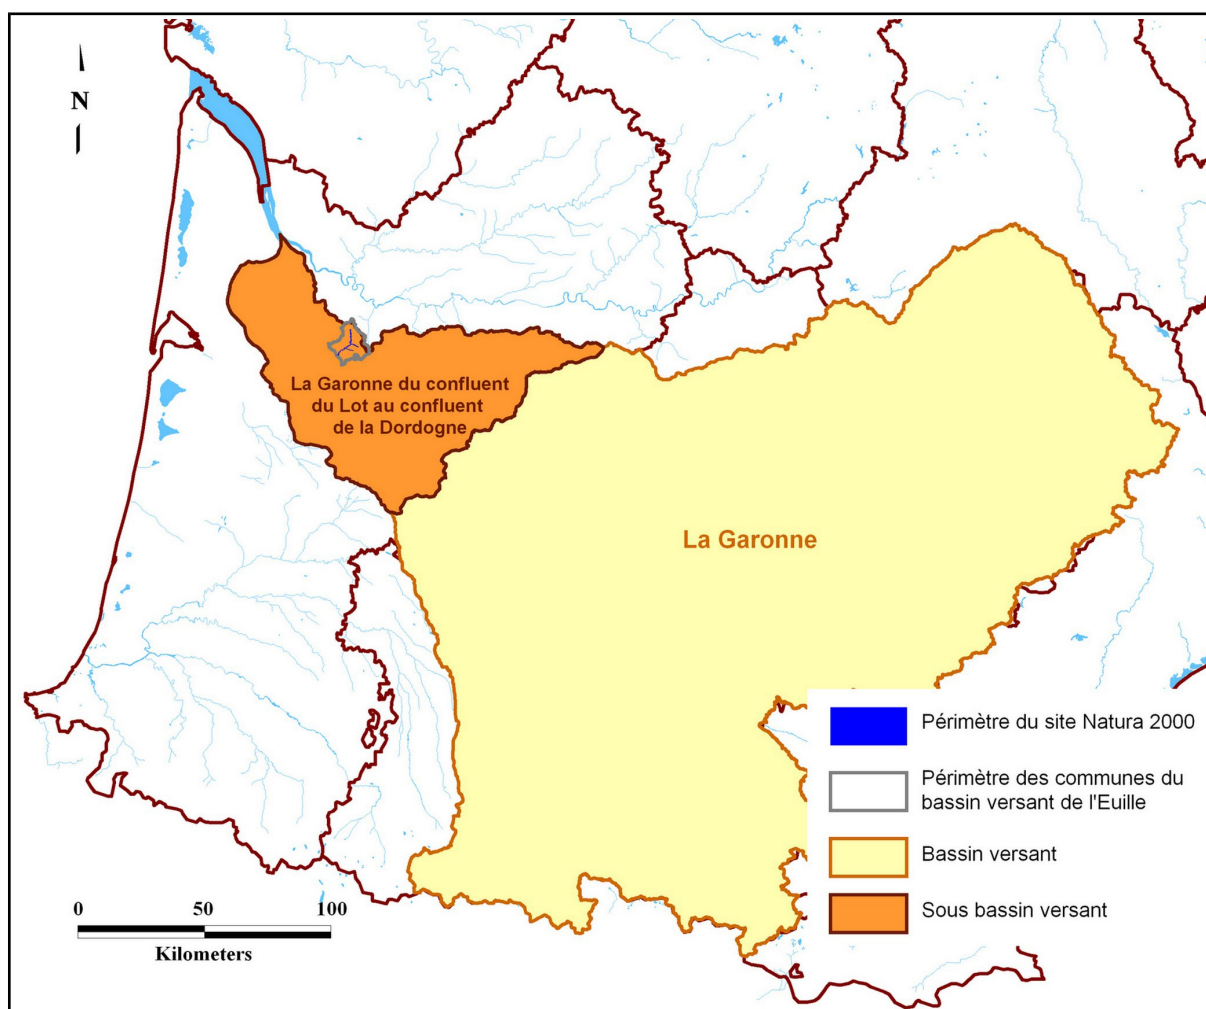 N
La Garonne du confluent
du Lot au confluent
de la Dordogne
La Garonne
Périmètre du site Natura 2000
Périmètre des communes du
bassin versant de l'Euille
Bassin versant
Sous bassin versant
0 50 100
Kilometers